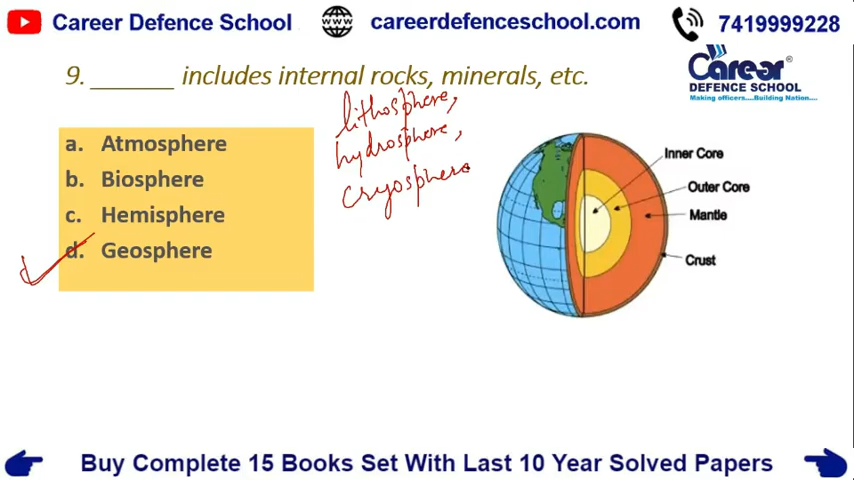 Career Defence School
careerdefenceschool.com
7419999228
9. ______ includes internal rocks, minerals, etc.
Career
DEFENCE SCHOOL
Making officers....Building Nation....
lithosphere,
hydrosphere,
cryosphere
a. Atmosphere
b. Biosphere
c. Hemisphere
d. Geosphere
Inner Core
Outer Core
Mantle
Crust
Buy Complete 15 Books Set With Last 10 Year Solved Papers